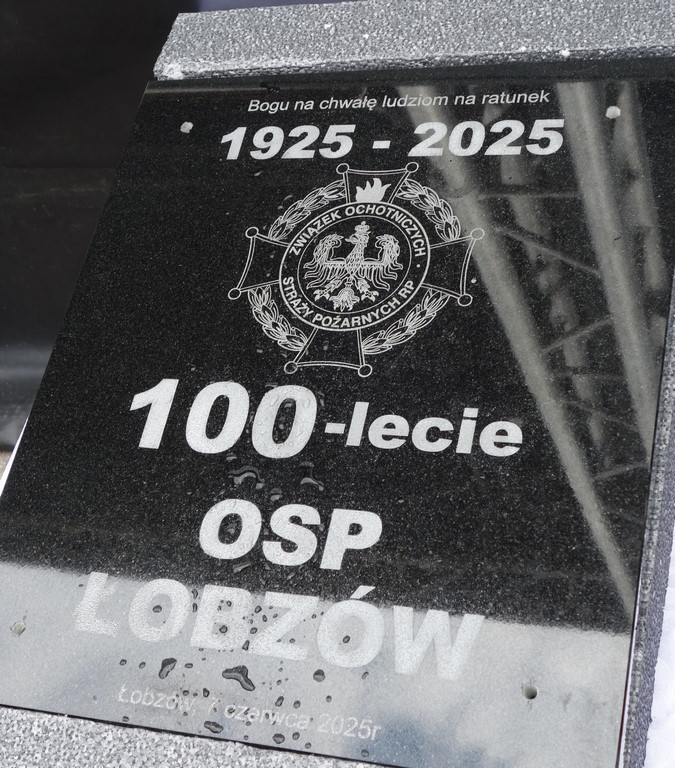 Bogu na chwałę ludziom na ratunek
1925 - 2025
ZWIĄZEK OCHOTNICZYCH
STRAŻY POŻARNYCH RP
100-lecie
OSP
ŁOBZÓW
Łobzów, 7 czerwca 2025r